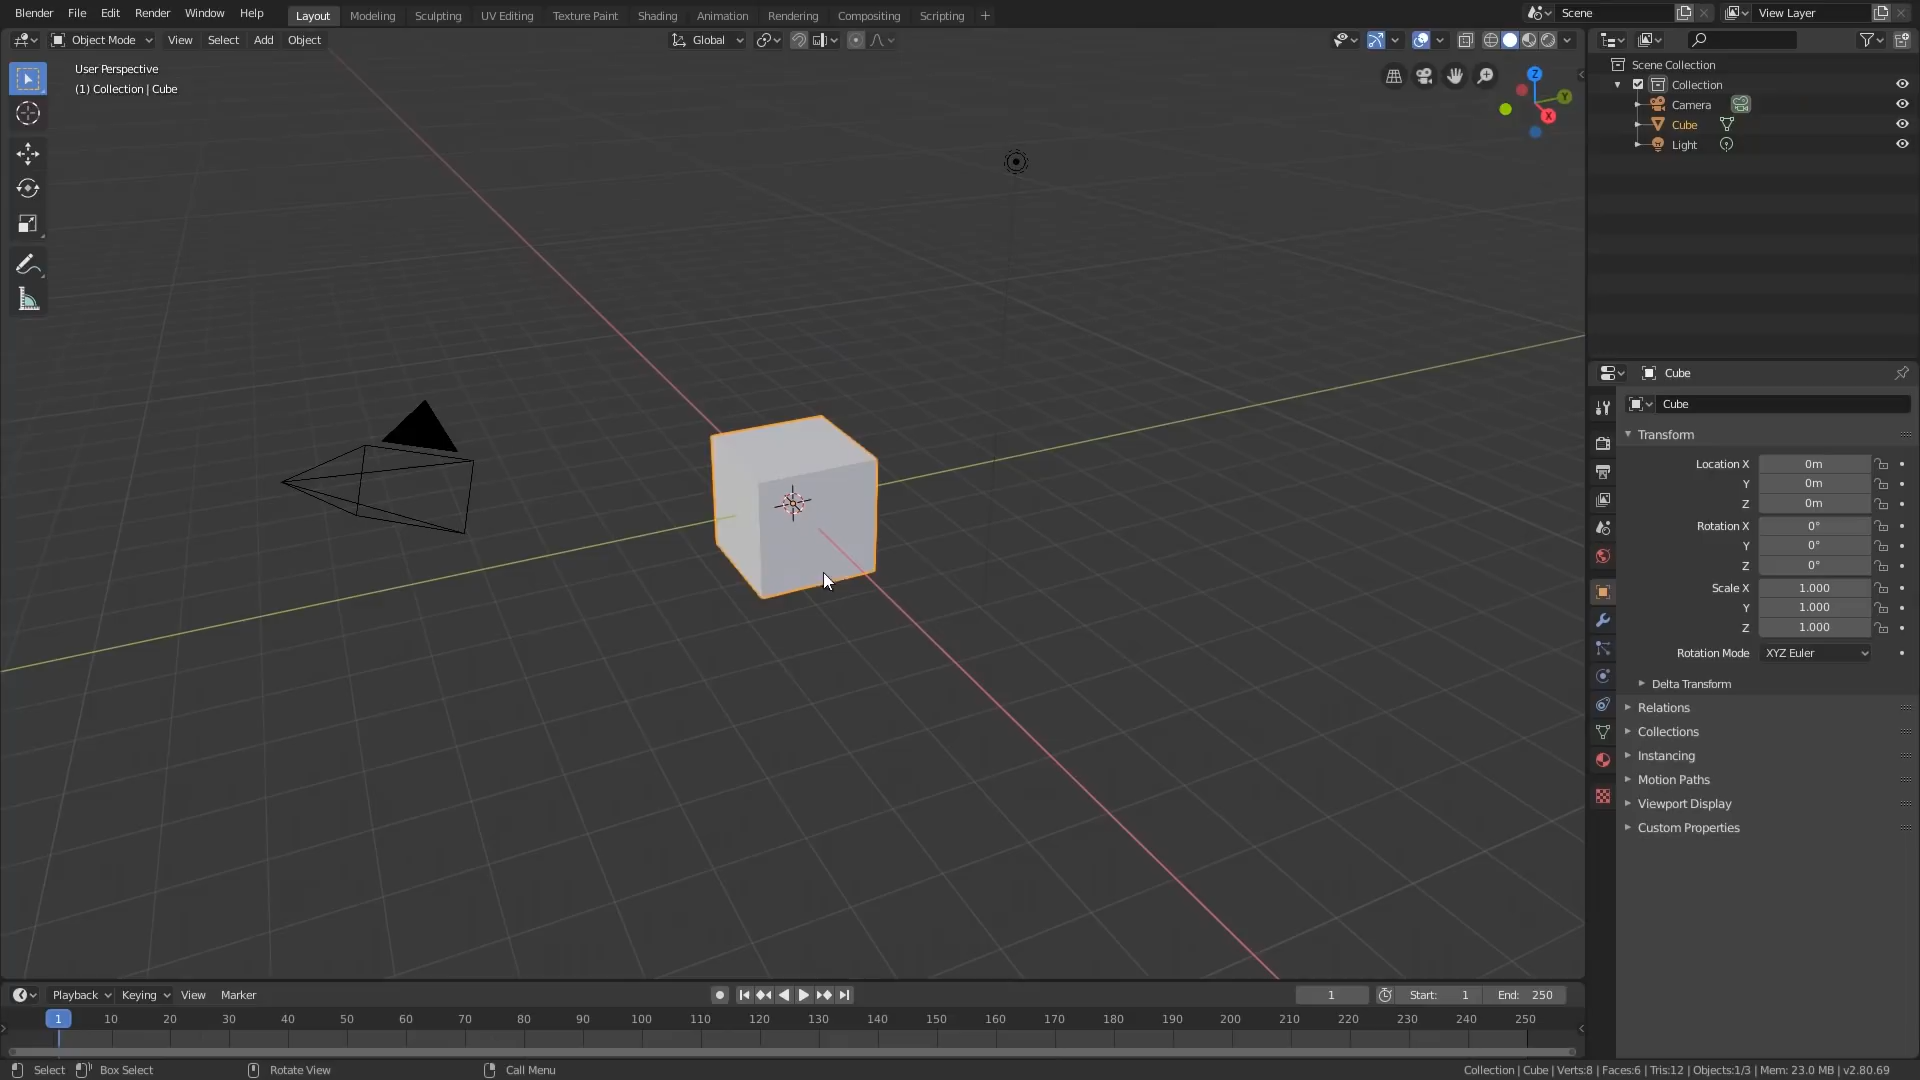 Blender File Edit Render Window Help Layout Modeling Sculpting UV Editing Texture Paint Shading Animation Rendering Compositing Scripting + Scene View Layer
Object Mode View Select Add Object Global
User Perspective
(1) Collection | Cube
Z
Y
X
Scene Collection
Collection
Camera
Cube
Light
Cube
Cube
Transform
Location X 0m
Y 0m
Z 0m
Rotation X 0°
Y 0°
Z 0°
Scale X 1.000
Y 1.000
Z 1.000
Rotation Mode XYZ Euler
Delta Transform
Relations
Collections
Instancing
Motion Paths
Viewport Display
Custom Properties
Playback Keying View Marker 1 Start: 1 End: 250
1 10 20 30 40 50 60 70 80 90 100 110 120 130 140 150 160 170 180 190 200 210 220 230 240 250
Select Box Select Rotate View Call Menu Collection | Cube | Verts:8 | Faces:6 | Tris:12 | Objects:1/3 | Mem: 23.0 MB | v2.80.69